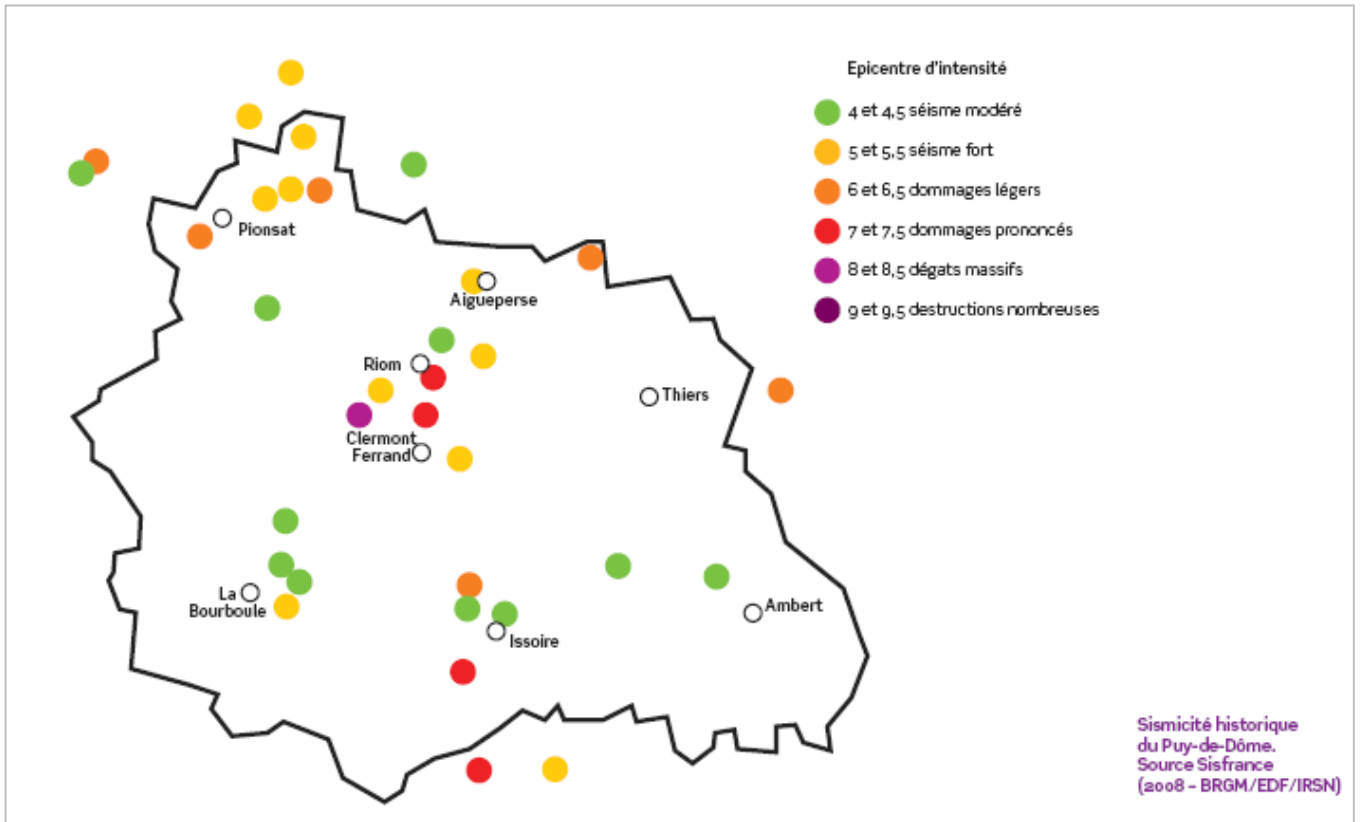 Epicentre d'intensité
4 et 4,5 séisme modéré
5 et 5,5 séisme fort
6 et 6,5 dommages légers
7 et 7,5 dommages prononcés
8 et 8,5 dégats massifs
9 et 9,5 destructions nombreuses
Pionsat
Aigueperse
Riom
Thiers
Clermont
Ferrand
La
Bourboule
Ambert
Issoire
Sismicité historique
du Puy-de-Dôme.
Source Sisfrance
(2008 – BRGM/EDF/IRSN)